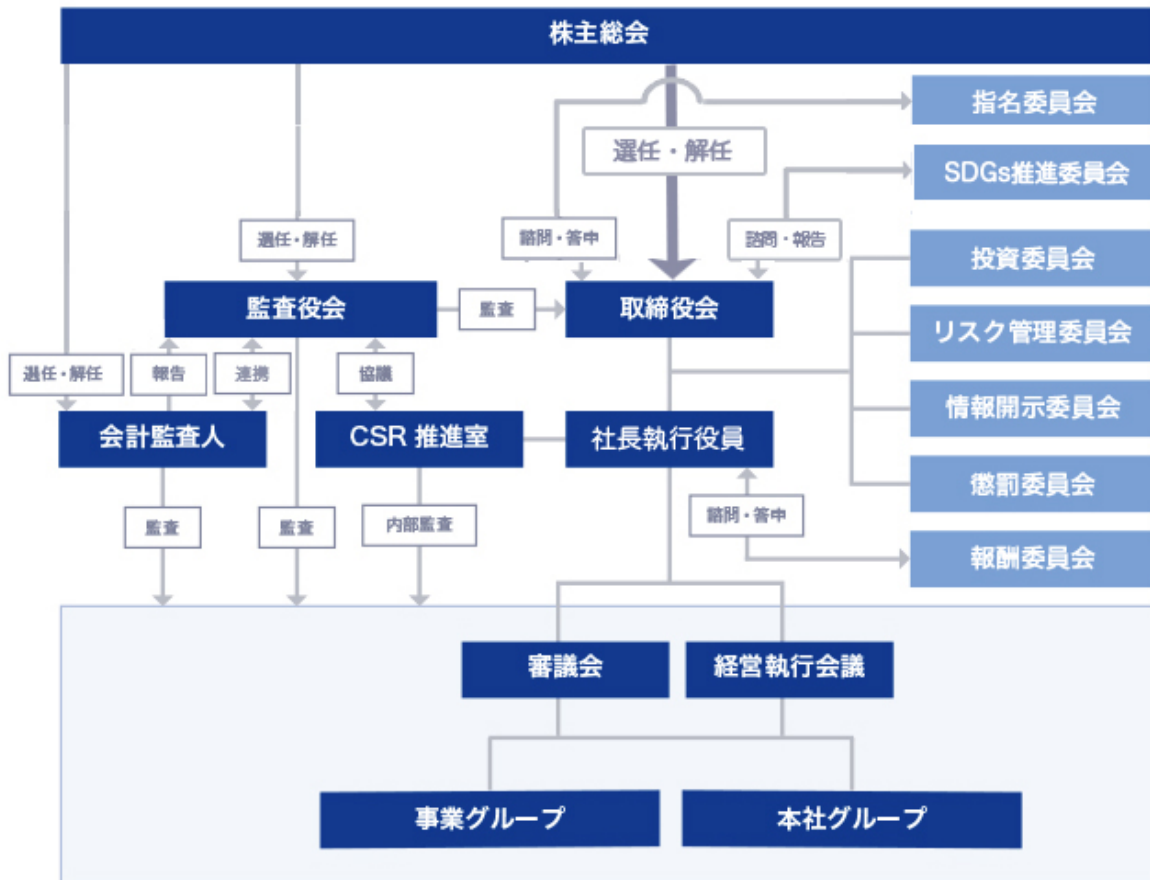 株主総会
指名委員会
選任・解任
SDGs推進委員会
選任・解任
諮問・答申
諮問・報告
投資委員会
監査役会
監査
取締役会
リスク管理委員会
選任・解任
報告
連携
協議
情報開示委員会
会計監査人
CSR 推進室
社長執行役員
懲罰委員会
監査
監査
内部監査
諮問・答申
報酬委員会
審議会
経営執行会議
事業グループ
本社グループ